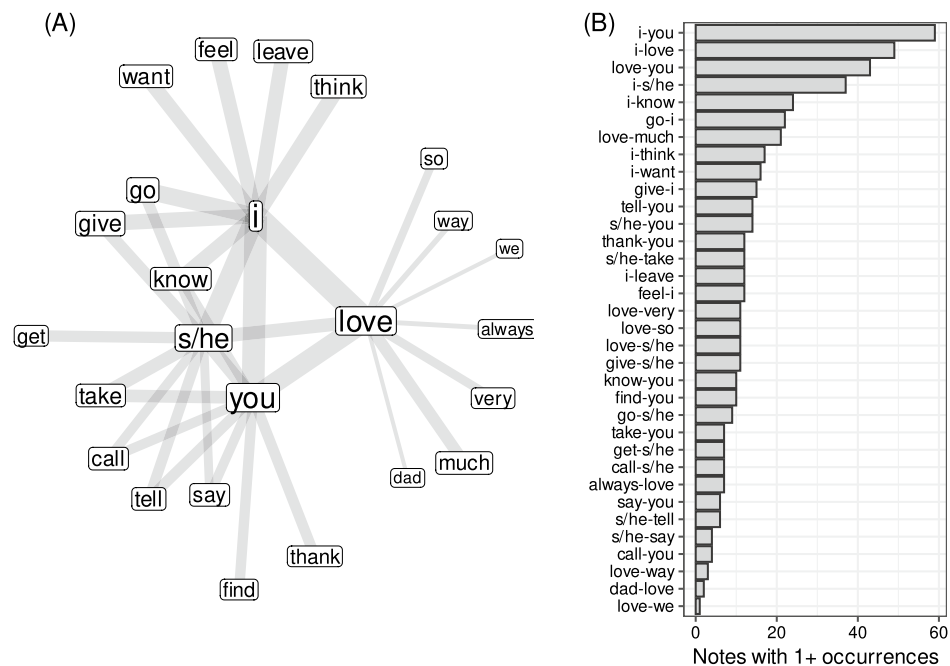 (A)
feel
leave
want
think
so
go
i
give
way
we
know
love
always
get
s/he
take
you
very
call
much
dad
tell
say
thank
find
(B)
i-you
i-love
love-you
i-s/he
i-know
go-i
love-much
i-think
i-want
give-i
tell-you
s/he-you
thank-you
s/he-take
i-leave
feel-i
love-very
love-so
love-s/he
give-s/he
know-you
find-you
go-s/he
take-you
get-s/he
call-s/he
always-love
say-you
s/he-tell
s/he-say
call-you
love-way
dad-love
love-we
0 20 40 60
Notes with 1+ occurrences